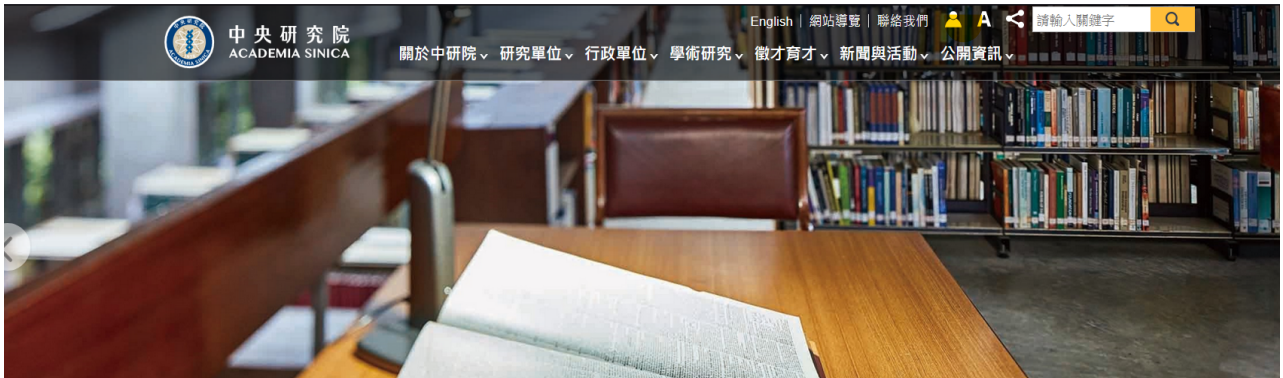 English | 網站導覽 | 聯絡我們
A
請輸入關鍵字
中央研究院
ACADEMIA SINICA
關於中研院 研究單位 行政單位 學術研究 徵才育才 新聞與活動 公開資訊